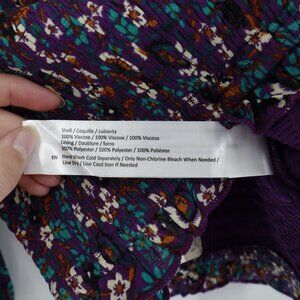 Shell / Coquille / cubierta
100% Viscose / 100% Viscose / 100% Viscosa
Lining / Doublure / forro
100% Polyester / 100% Polyester / 100% Poliéster
EN Hand Wash Cold Separately / Only Non-Chlorine Bleach When Needed /
Line Dry / Use Cool Iron If Needed